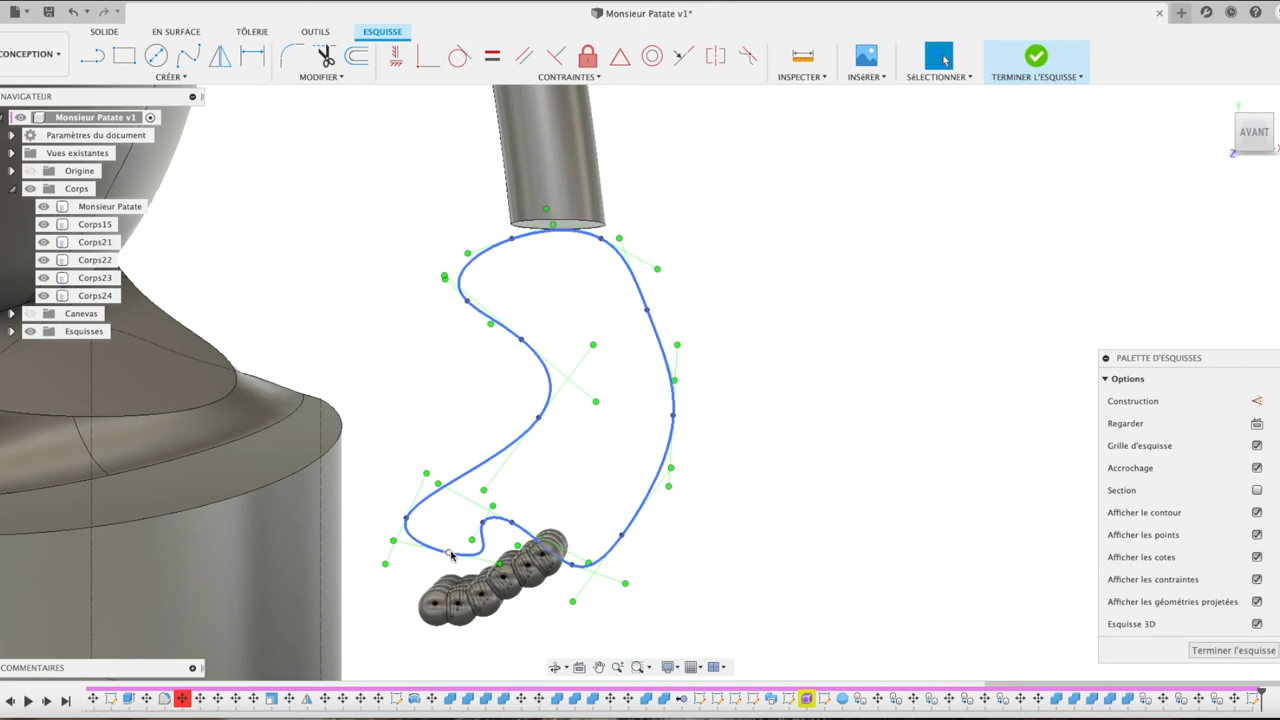 Monsieur Patate v1*
SOLIDE
EN SURFACE
TÔLERIE
OUTILS
ESQUISSE
CONCEPTION
CRÉER
MODIFIER
CONTRAINTES
INSPECTER
INSÉRER
SÉLECTIONNER
TERMINER L'ESQUISSE
NAVIGATEUR
Monsieur Patate v1
Paramètres du document
Vues existantes
Origine
Corps
Monsieur Patate
Corps15
Corps21
Corps22
Corps23
Corps24
Canevas
Esquisses
AVANT
Y
Z
PALETTE D'ESQUISSES
Options
Construction
Regarder
Grille d'esquisse
Accrochage
Section
Afficher le contour
Afficher les points
Afficher les cotes
Afficher les contraintes
Afficher les géométries projetées
Esquisse 3D
Terminer l'esquisse
COMMENTAIRES